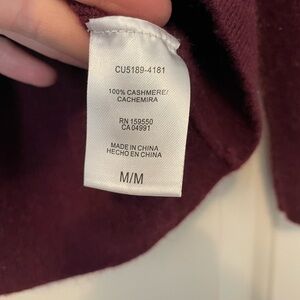 CU5189-4181
100% CASHMERE/
CACHEMIRA
RN 159550
CA 04991
MADE IN CHINA
HECHO EN CHINA
M/M